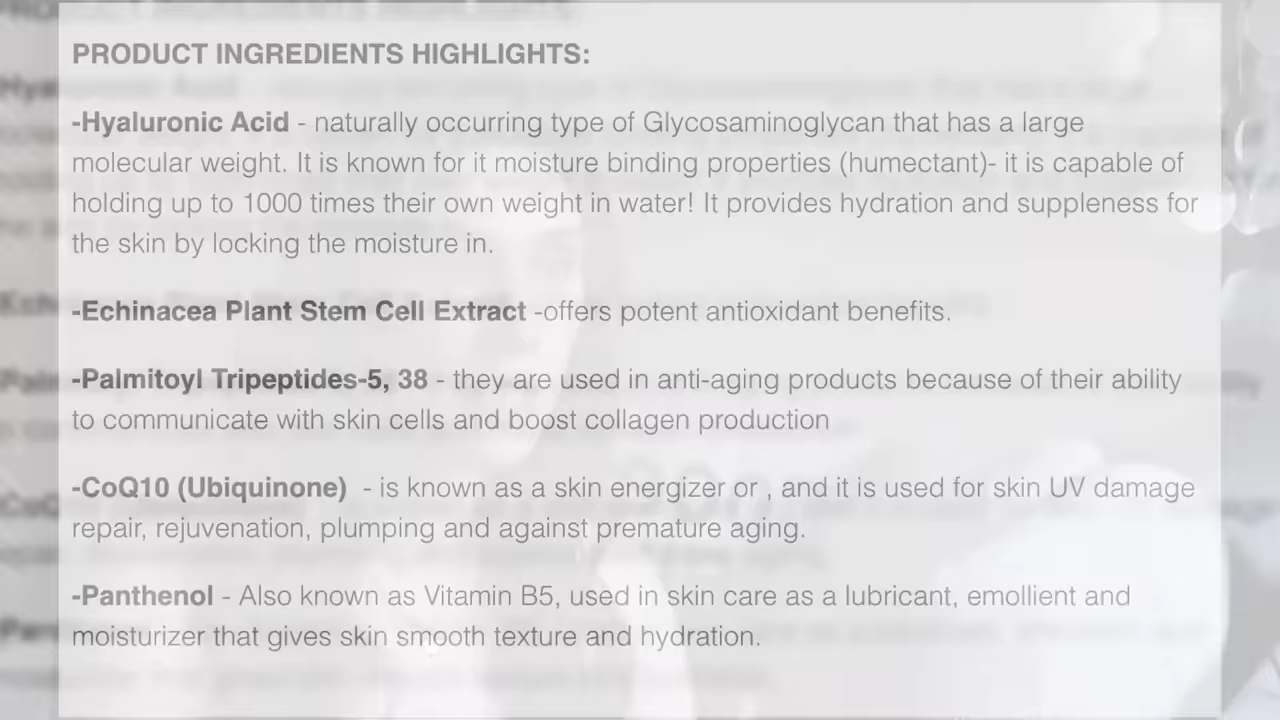 PRODUCT INGREDIENTS HIGHLIGHTS:
-Hyaluronic Acid - naturally occurring type of Glycosaminoglycan that has a large
molecular weight. It is known for it moisture binding properties (humectant)- it is capable of
holding up to 1000 times their own weight in water! It provides hydration and suppleness for
the skin by locking the moisture in.
-Echinacea Plant Stem Cell Extract -offers potent antioxidant benefits.
-Palmitoyl Tripeptides-5, 38 - they are used in anti-aging products because of their ability
to communicate with skin cells and boost collagen production
-CoQ10 (Ubiquinone)  - is known as a skin energizer or , and it is used for skin UV damage
repair, rejuvenation, plumping and against premature aging.
-Panthenol - Also known as Vitamin B5, used in skin care as a lubricant, emollient and
moisturizer that gives skin smooth texture and hydration.